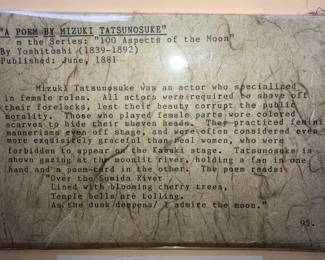 "A POEM BY MIZUKI TATSUNOSUKE"
m the Series: "100 Aspects of the Moon"
By Yoshitoshi (1839-1892)
Published: June, 1881
Mizuki Tatsunosuke was an actor who specialized
in female roles. All actors were required to shave off
their forelocks, lest their beauty corrupt the public
morality. Those who played female parts wore colored
scarves to hide their shaven heads. They practiced femini
mannerisms even off stage, and were often considered even
more exquisitely graceful than real women, who were
forbidden to appear on the Kabuki stage. Tatsunosuke is
shown gazing at the moonlit river, holding a fan in one
hand and a poem-card in the other. The poem reads:
"Over the Sumida River
Lined with blooming cherry trees,
Temple bells are tolling.
As the dusk deepens/ I admire the moon."
95.